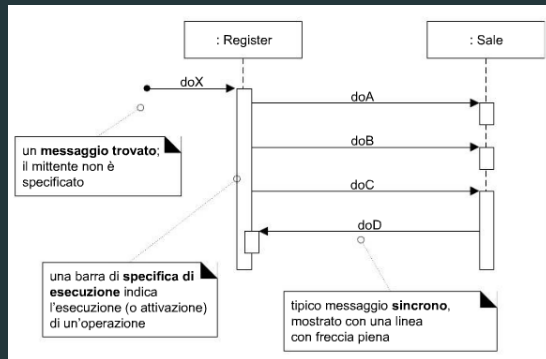 : Register
: Sale
doX
doA
doB
doC
doD
un messaggio trovato;
il mittente non è
specificato
una barra di specifica di
esecuzione indica
l'esecuzione (o attivazione)
di un'operazione
tipico messaggio sincrono,
mostrato con una linea
con freccia piena